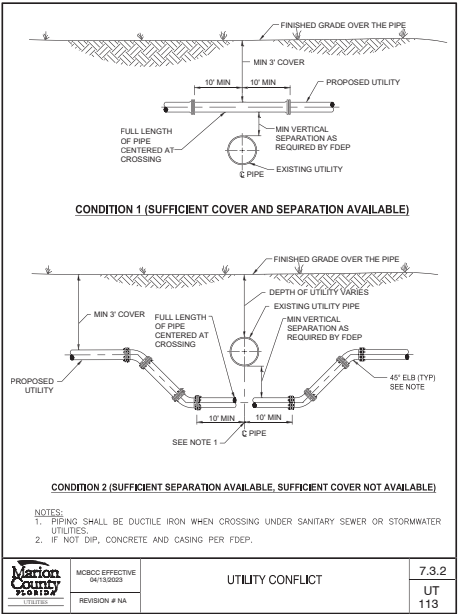 FINISHED GRADE OVER THE PIPE
MIN 3' COVER
10' MIN
10' MIN
PROPOSED UTILITY
FULL LENGTH
OF PIPE
CENTERED AT
CROSSING
MIN VERTICAL
SEPARATION AS
REQUIRED BY FDEP
EXISTING UTILITY
℄ PIPE
CONDITION 1 (SUFFICIENT COVER AND SEPARATION AVAILABLE)
FINISHED GRADE OVER THE PIPE
DEPTH OF UTILITY VARIES
EXISTING UTILITY PIPE
MIN 3' COVER
FULL LENGTH
OF PIPE
CENTERED AT
CROSSING
MIN VERTICAL
SEPARATION AS
REQUIRED BY FDEP
PROPOSED
UTILITY
45° ELB (TYP)
SEE NOTE
10' MIN
10' MIN
℄ PIPE
SEE NOTE 1
CONDITION 2 (SUFFICIENT SEPARATION AVAILABLE, SUFFICIENT COVER NOT AVAILABLE)
NOTES:
1. PIPING SHALL BE DUCTILE IRON WHEN CROSSING UNDER SANITARY SEWER OR STORMWATER
UTILITIES.
2. IF NOT DIP, CONCRETE AND CASING PER FDEP.
Marion
County
FLORIDA
UTILITIES
MCBCC EFFECTIVE
04/13/2023
REVISION # NA
UTILITY CONFLICT
7.3.2
UT
113